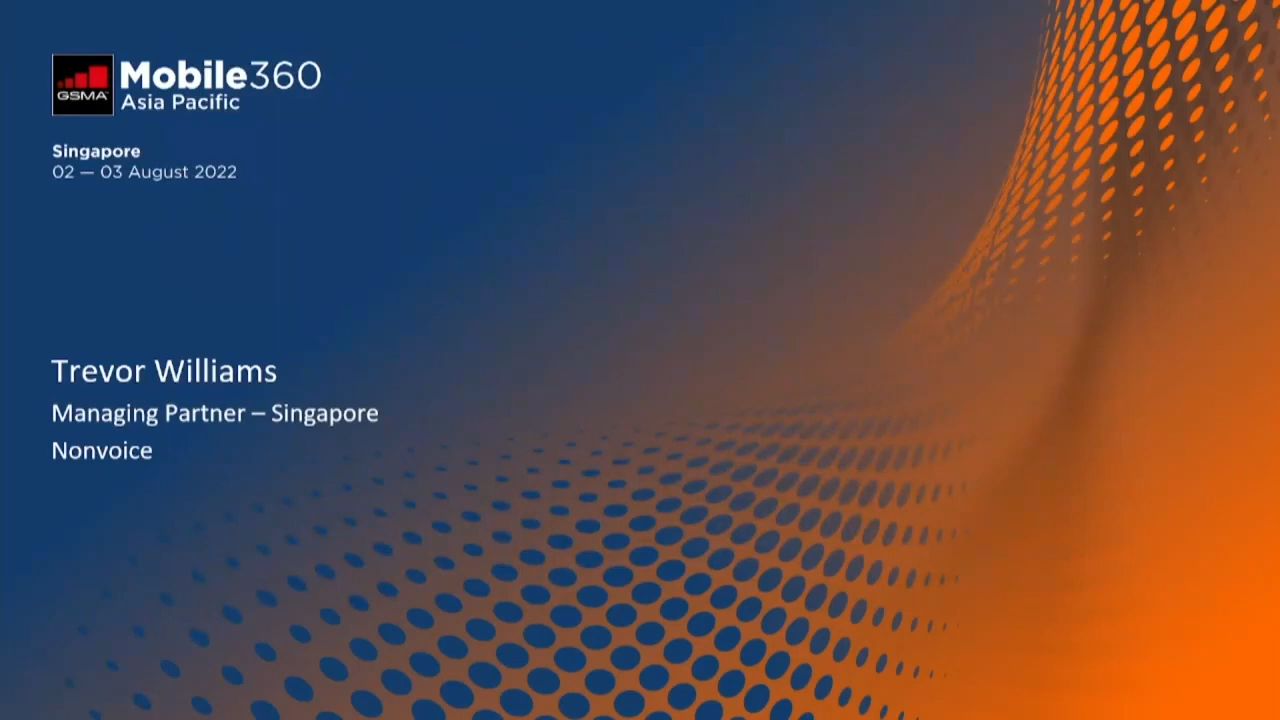 GSMA
Mobile360
Asia Pacific
Singapore
02 — 03 August 2022
Trevor Williams
Managing Partner – Singapore
Nonvoice